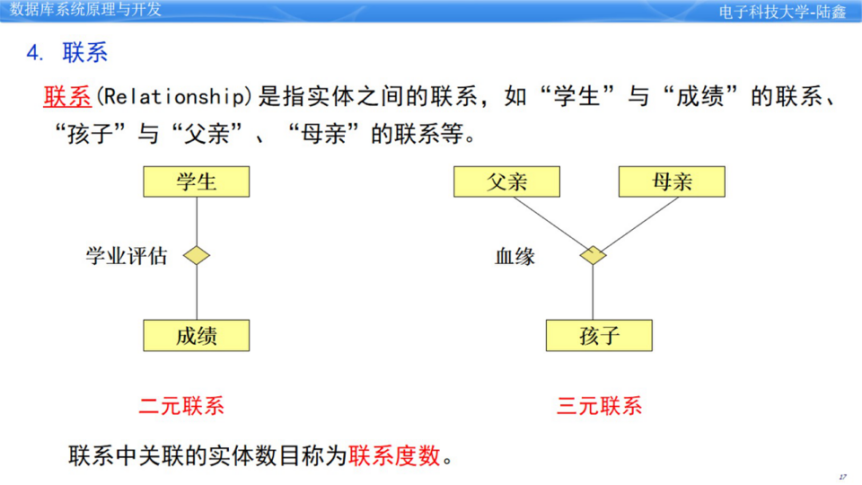 数据库系统原理与开发
电子科技大学-陆鑫
4. 联系
联系(Relationship)是指实体之间的联系，如“学生”与“成绩”的联系、
“孩子”与“父亲”、“母亲”的联系等。
学生
父亲
母亲
学业评估
血缘
成绩
孩子
二元联系
三元联系
联系中关联的实体数目称为联系度数。
17